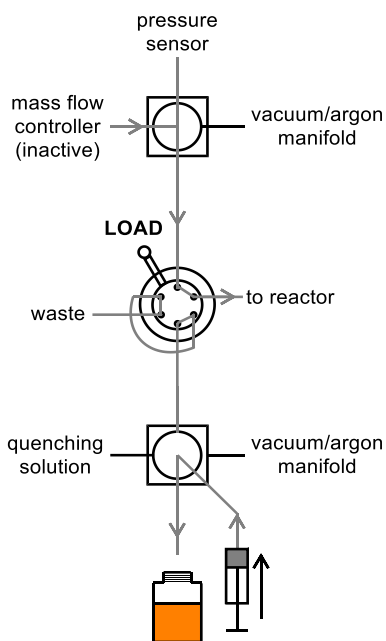 pressure
sensor
mass flow
controller
(inactive)
vacuum/argon
manifold
LOAD
waste
to reactor
quenching
solution
vacuum/argon
manifold